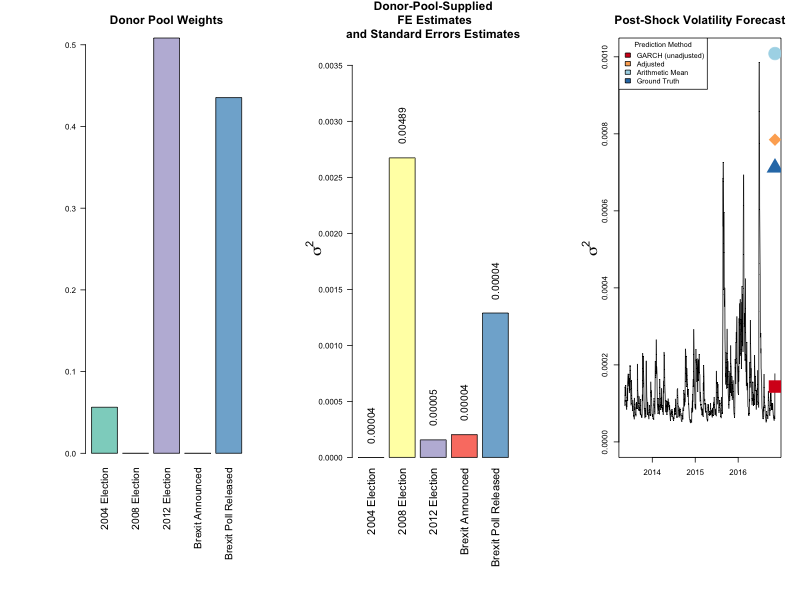 Donor Pool Weights
0.5
0.4
0.3
0.2
0.1
0.0
2004 Election
2008 Election
2012 Election
Brexit Announced
Brexit Poll Released
Donor-Pool-Supplied
FE Estimates
and Standard Errors Estimates
σ²
0.0035
0.0030
0.0025
0.0020
0.0015
0.0010
0.0005
0.0000
0.00004
0.00489
0.00005
0.00004
0.00004
2004 Election
2008 Election
2012 Election
Brexit Announced
Brexit Poll Released
Post-Shock Volatility Forecast
Prediction Method
GARCH (unadjusted)
Adjusted
Arithmetic Mean
Ground Truth
σ²
0.0010
0.0008
0.0006
0.0004
0.0002
0.0000
2014
2015
2016